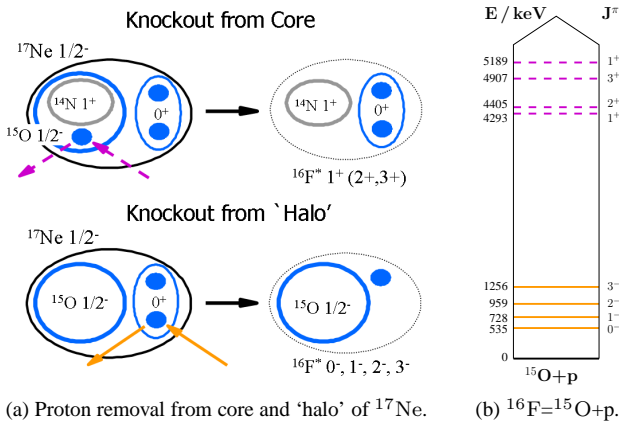 Knockout from Core
¹⁷Ne 1/2⁻
¹⁴N 1⁺
0⁺
¹⁵O 1/2⁻
¹⁴N 1⁺
0⁺
¹⁶F* 1⁺ (2+,3+)
Knockout from `Halo'
¹⁷Ne 1/2⁻
¹⁵O 1/2⁻
0⁺
¹⁵O 1/2⁻
¹⁶F* 0⁻, 1⁻, 2⁻, 3⁻
(a) Proton removal from core and ‘halo’ of ¹⁷Ne.
E / keV Jπ
5189 1⁺
4907 3⁺
4405 2⁺
4293 1⁺
1256 3⁻
959 2⁻
728 1⁻
535 0⁻
0
¹⁵O+p
(b) ¹⁶F=¹⁵O+p.